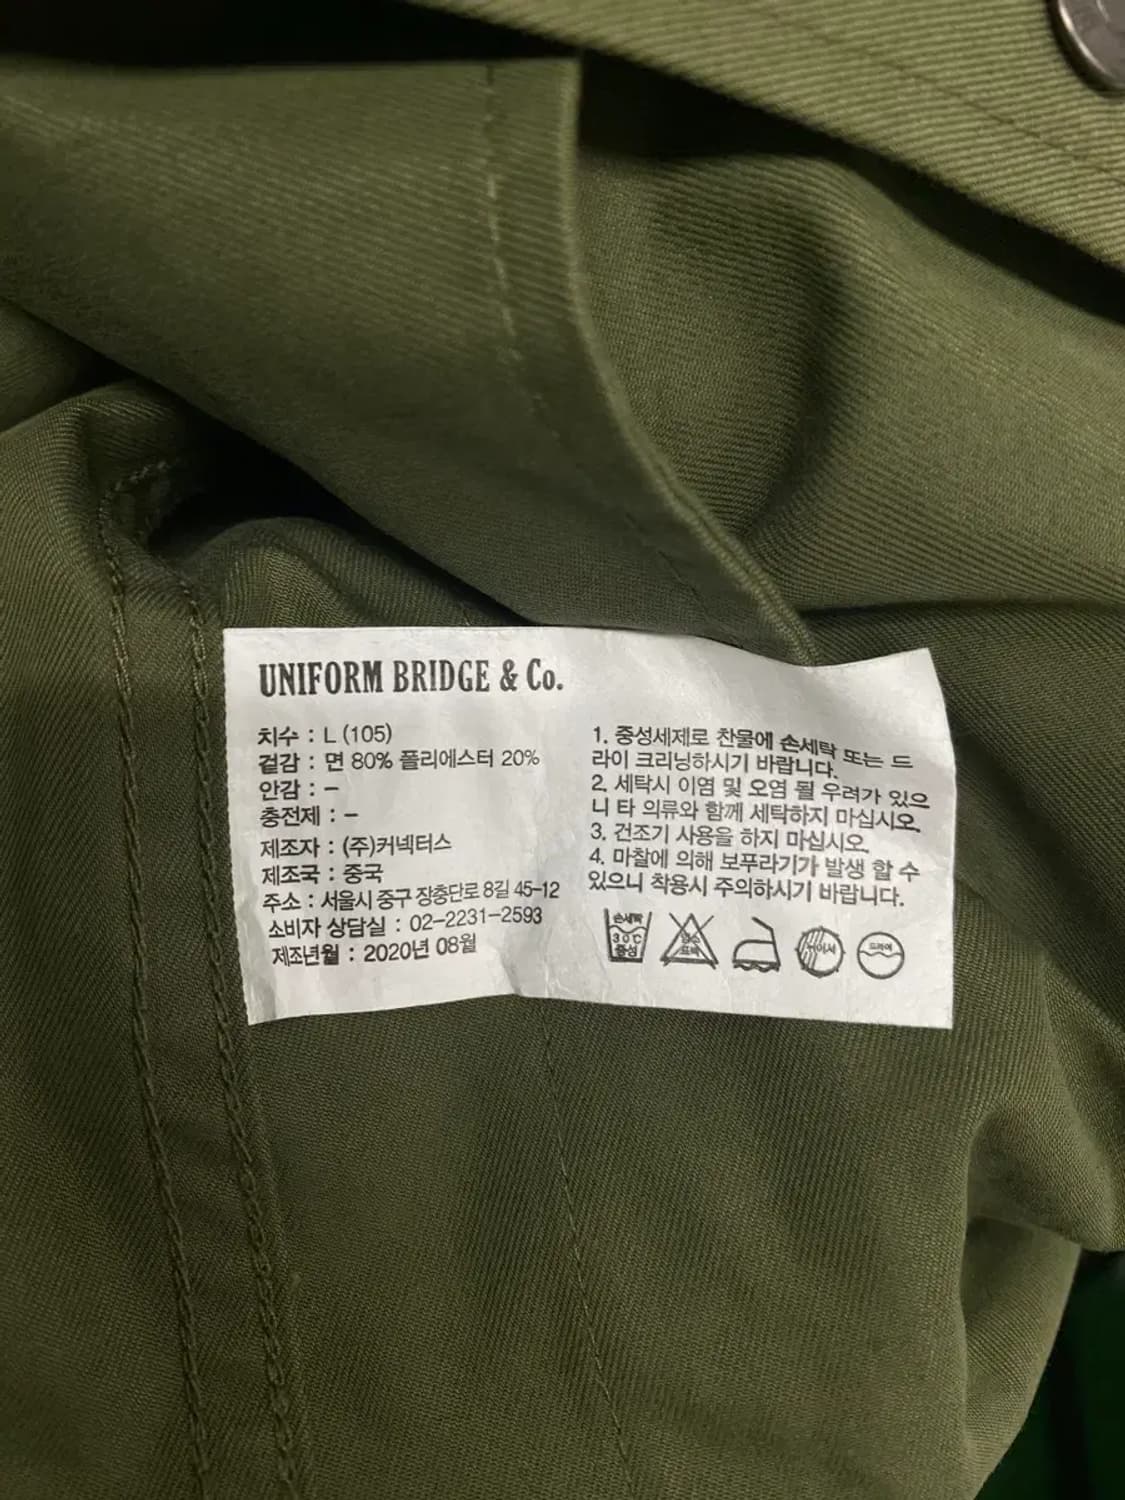 UNIFORM BRIDGE & Co.
치수 : L (105)
겉감 : 면 80% 폴리에스터 20%
안감 : –
충전제 : –
제조자 : (주)커넥터스
제조국 : 중국
주소 : 서울시 중구 장충단로 8길 45-12
소비자 상담실 : 02-2231-2593
제조년월 : 2020년 08월
1. 중성세제로 찬물에 손세탁 또는 드
라이 크리닝하시기 바랍니다.
2. 세탁시 이염 및 오염 될 우려가 있으
니 타 의류와 함께 세탁하지 마십시오.
3. 건조기 사용을 하지 마십시오.
4. 마찰에 의해 보푸라기가 발생 할 수
있으니 착용시 주의하시기 바랍니다.
손세탁
30℃
중성
드라이